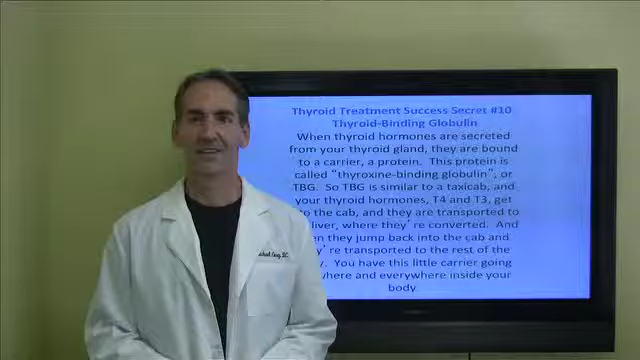 Thyroid Treatment Success Secret #10
Thyroid-Binding Globulin
When thyroid hormones are secreted
from your thyroid gland, they are bound
to a carrier, a protein. This protein is
called "thyroxine-binding globulin", or
TBG. So TBG is similar to a taxicab, and
your thyroid hormones, T4 and T3, get
to the cab, and they are transported to
liver, where they're converted. And
they jump back into the cab and
're transported to the rest of the
You have this little carrier going
where and everywhere inside your
body
D.C.